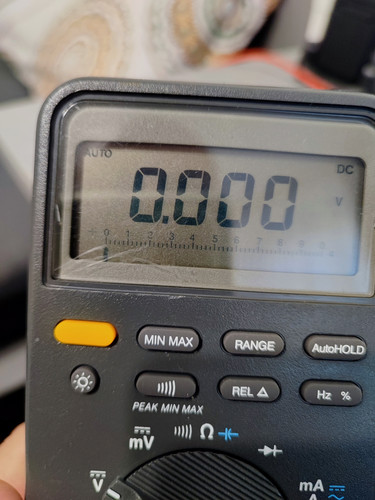 AUTO
DC
0.000 V
0 1 2 3 4 5 6 7 8 9
MIN MAX
RANGE
AutoHOLD
REL △
Hz %
PEAK MIN MAX
mV
Ω
V
mA
A